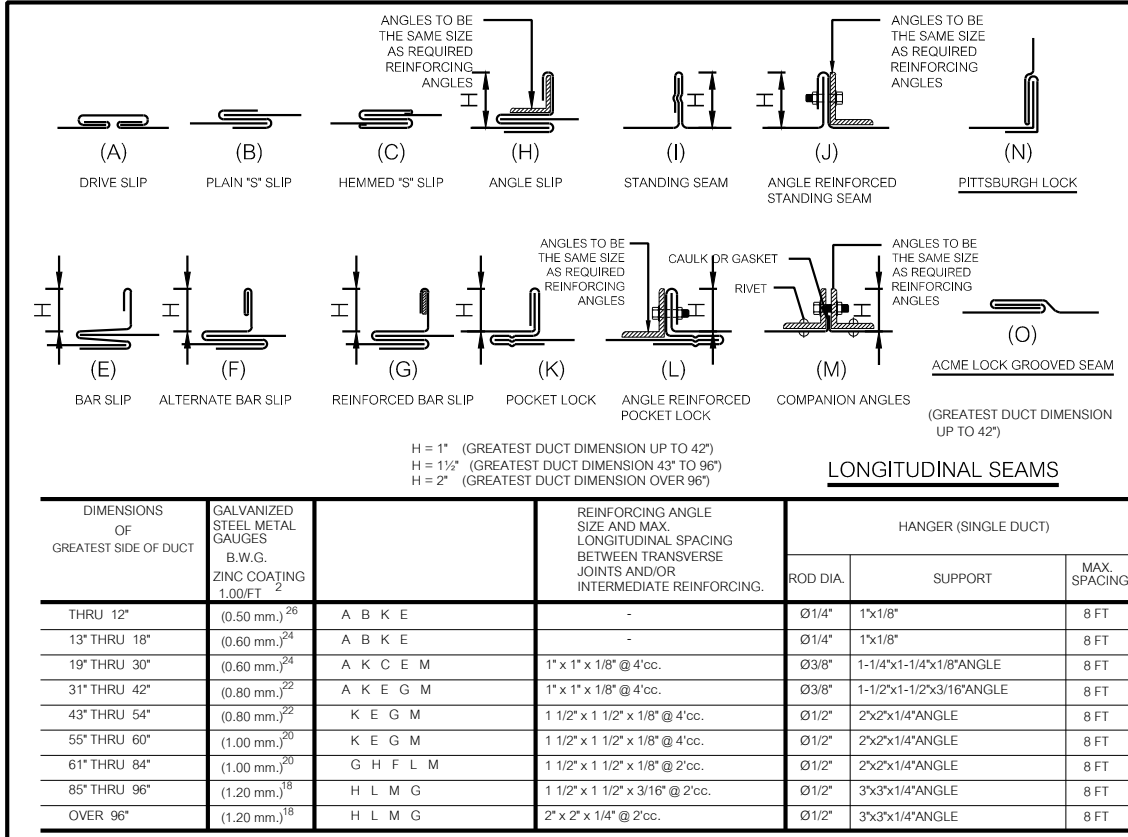 ANGLES TO BE
THE SAME SIZE
AS REQUIRED
REINFORCING
ANGLES
ANGLES TO BE
THE SAME SIZE
AS REQUIRED
REINFORCING
ANGLES
H
H
H
(A)
(B)
(C)
(H)
(I)
(J)
(N)
DRIVE SLIP
PLAIN "S" SLIP
HEMMED "S" SLIP
ANGLE SLIP
STANDING SEAM
ANGLE REINFORCED
STANDING SEAM
PITTSBURGH LOCK
ANGLES TO BE
THE SAME SIZE
AS REQUIRED
REINFORCING
ANGLES
CAULK OR GASKET
RIVET
ANGLES TO BE
THE SAME SIZE
AS REQUIRED
REINFORCING
ANGLES
H
H
H
H
H
H
(E)
(F)
(G)
(K)
(L)
(M)
(O)
BAR SLIP
ALTERNATE BAR SLIP
REINFORCED BAR SLIP
POCKET LOCK
ANGLE REINFORCED
POCKET LOCK
COMPANION ANGLES
ACME LOCK GROOVED SEAM
(GREATEST DUCT DIMENSION
UP TO 42")
H = 1" (GREATEST DUCT DIMENSION UP TO 42")
H = 1½" (GREATEST DUCT DIMENSION 43" TO 96")
H = 2" (GREATEST DUCT DIMENSION OVER 96")
LONGITUDINAL SEAMS
DIMENSIONS
OF
GREATEST SIDE OF DUCT
GALVANIZED
STEEL METAL
GAUGES
B.W.G.
ZINC COATING
1.00/FT 2
REINFORCING ANGLE
SIZE AND MAX.
LONGITUDINAL SPACING
BETWEEN TRANSVERSE
JOINTS AND/OR
INTERMEDIATE REINFORCING.
HANGER (SINGLE DUCT)
ROD DIA. SUPPORT MAX.
SPACING
THRU 12" (0.50 mm.) 26 A B K E - Ø1/4" 1"x1/8" 8 FT
13" THRU 18" (0.60 mm.) 24 A B K E - Ø1/4" 1"x1/8" 8 FT
19" THRU 30" (0.60 mm.) 24 A K C E M 1" x 1" x 1/8" @ 4'cc. Ø3/8" 1-1/4"x1-1/4"x1/8"ANGLE 8 FT
31" THRU 42" (0.80 mm.) 22 A K E G M 1" x 1" x 1/8" @ 4'cc. Ø3/8" 1-1/2"x1-1/2"x3/16"ANGLE 8 FT
43" THRU 54" (0.80 mm.) 22 K E G M 1 1/2" x 1 1/2" x 1/8" @ 4'cc. Ø1/2" 2"x2"x1/4"ANGLE 8 FT
55" THRU 60" (1.00 mm.) 20 K E G M 1 1/2" x 1 1/2" x 1/8" @ 4'cc. Ø1/2" 2"x2"x1/4"ANGLE 8 FT
61" THRU 84" (1.00 mm.) 20 G H F L M 1 1/2" x 1 1/2" x 1/8" @ 2'cc. Ø1/2" 2"x2"x1/4"ANGLE 8 FT
85" THRU 96" (1.20 mm.) 18 H L M G 1 1/2" x 1 1/2" x 3/16" @ 2'cc. Ø1/2" 3"x3"x1/4"ANGLE 8 FT
OVER 96" (1.20 mm.) 18 H L M G 2" x 2" x 1/4" @ 2'cc. Ø1/2" 3"x3"x1/4"ANGLE 8 FT